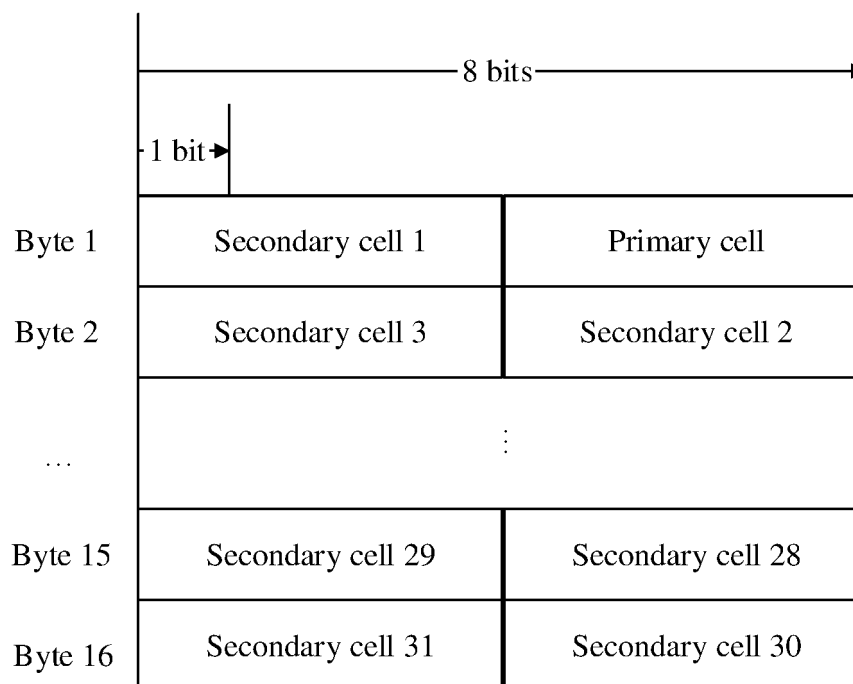 8 bits
1 bit
Byte 1 Secondary cell 1 Primary cell
Byte 2 Secondary cell 3 Secondary cell 2
... ⋮
Byte 15 Secondary cell 29 Secondary cell 28
Byte 16 Secondary cell 31 Secondary cell 30